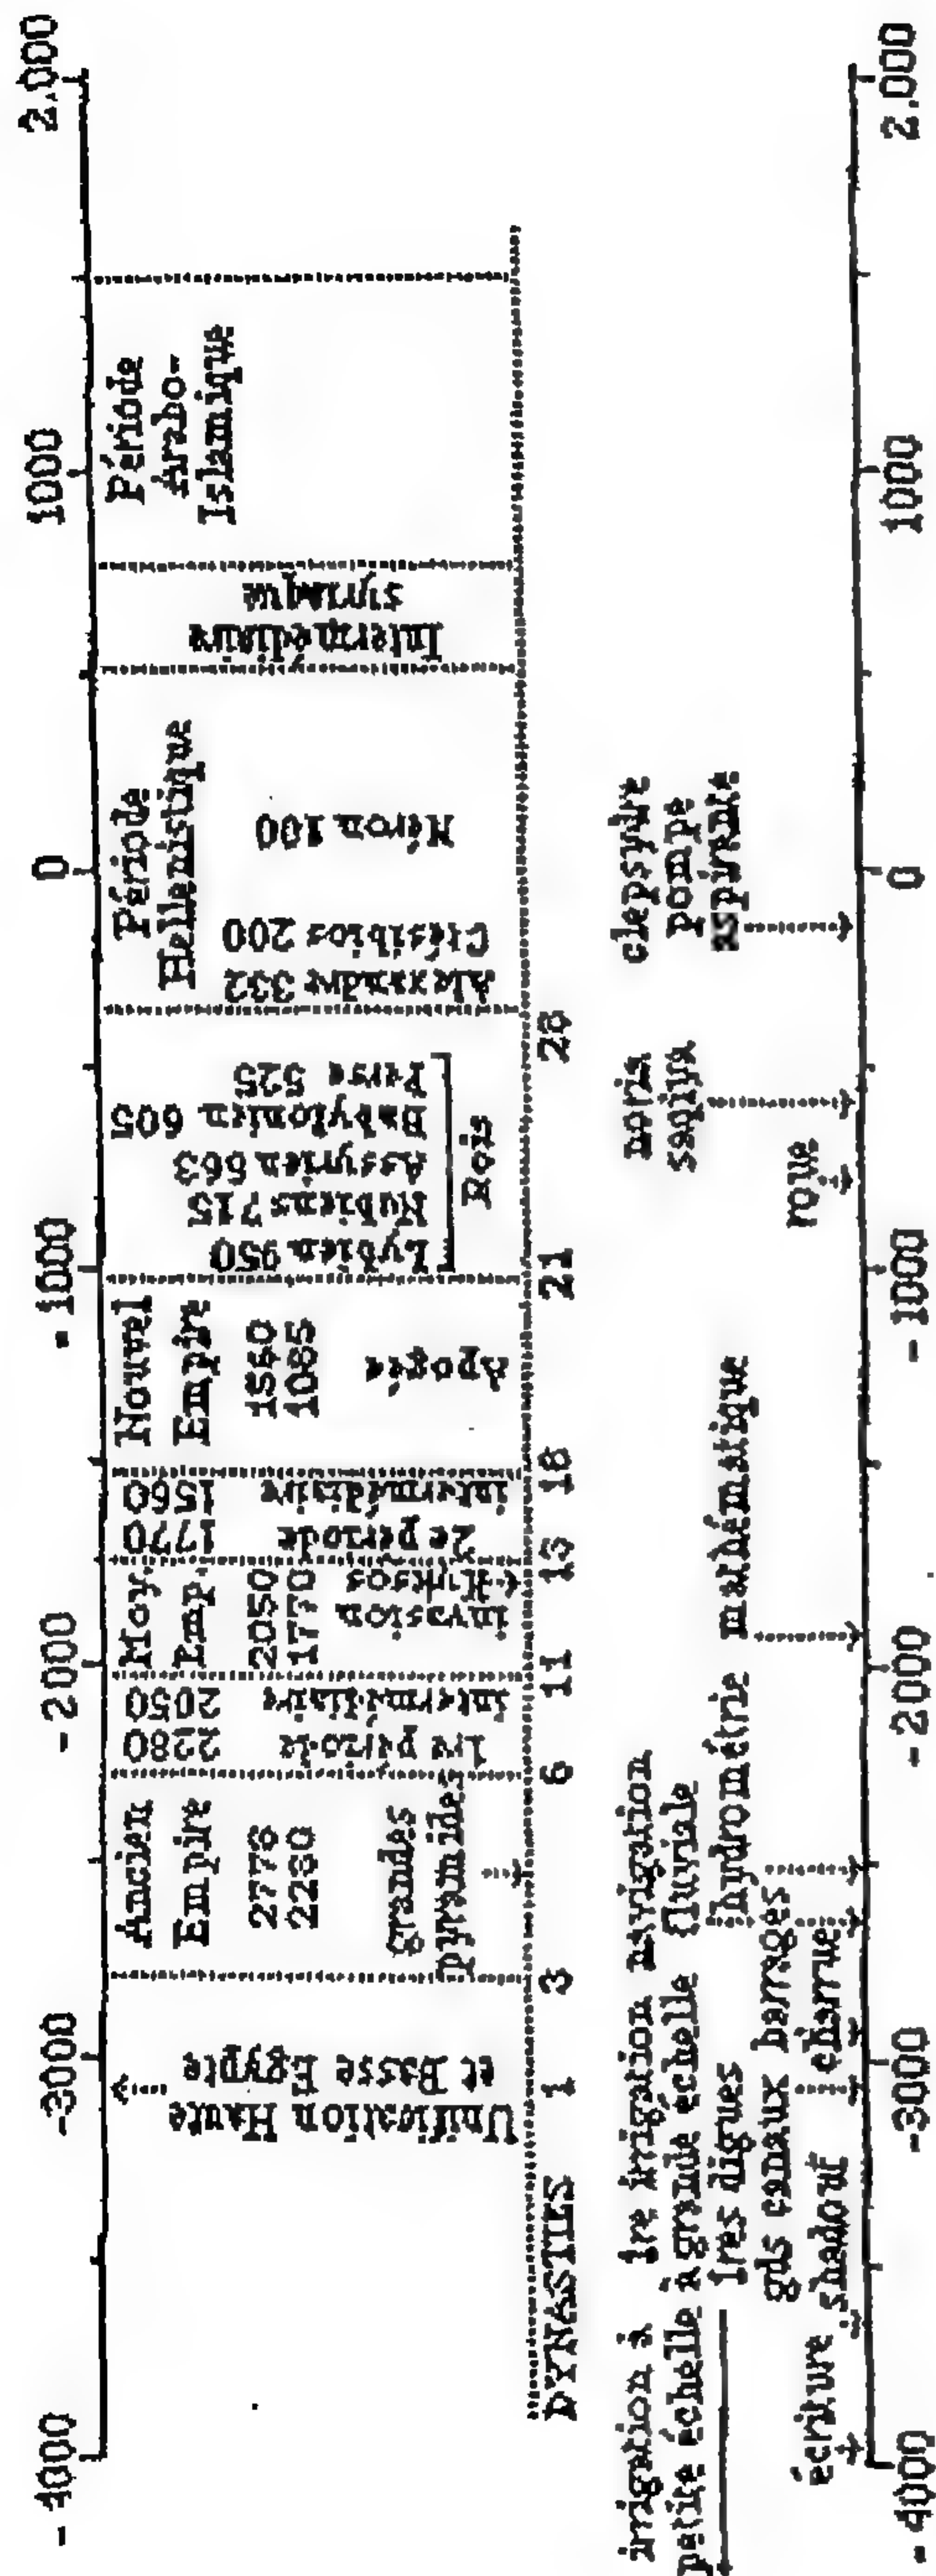 - 4000
-3000
- 2000
- 1000
0
1000
2.000
Unification Haute
et Basse Egypte
Ancien
Empire
2778
2280
grandes
pyramides
1re période
intermédiaire
2280
2050
Moy.
Emp.
2050
1770
invasion
Hyksos
2e période
intermédiaire
1770
1560
Nouvel
Empire
1560
1085
Apogée
Lybien 950
Nubiens 715
Assyrien 663
Babylonien 605
Perse 525
Rois
Période
Hellenistique
Alexandre 332
Ctésibios 200
Héron 100
Intermédiaire
syriaque
Période
Arabo-
Islamique
DYNASTIES
1
3
6
11
13
18
21
28
irrigation à
petite échelle
1re irrigation
à grande échelle
1res digues
gds canaux
navigation
fluviale
barrages
hydrométrie
mathématique
écriture
shadouf
charrue
roue
noria
saqiya
clepsydre
pompe
aspirante
- 4000
-3000
- 2000
- 1000
0
1000
2.000